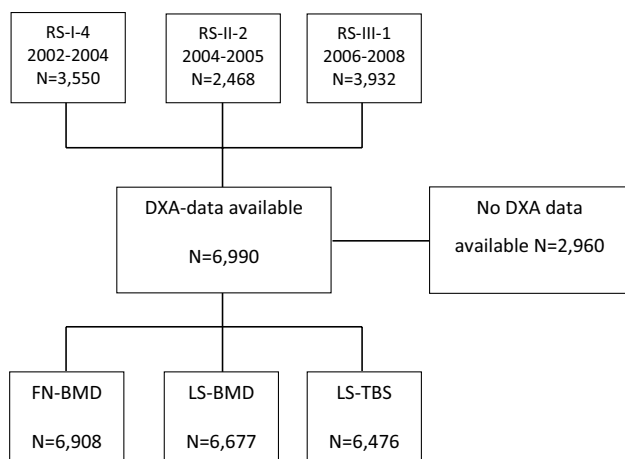 RS-I-4
2002-2004
N=3,550
RS-II-2
2004-2005
N=2,468
RS-III-1
2006-2008
N=3,932
DXA-data available
N=6,990
No DXA data
available N=2,960
FN-BMD
N=6,908
LS-BMD
N=6,677
LS-TBS
N=6,476